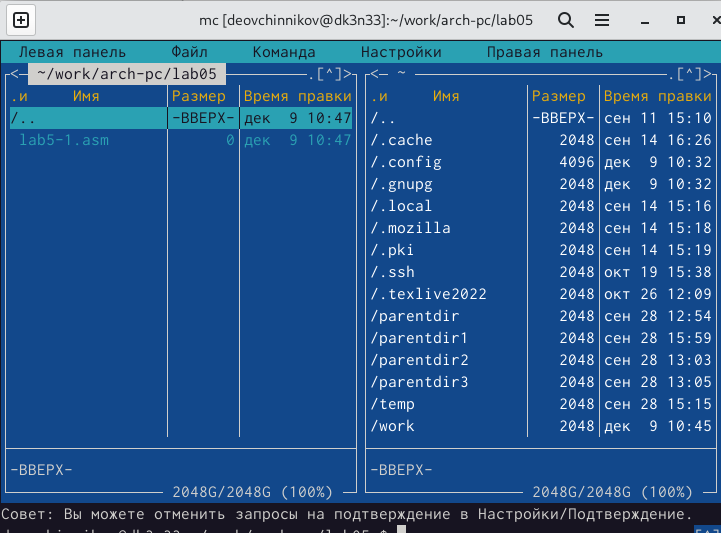 mc [deovchinnikov@dk3n33]:~/work/arch-pc/lab05
Левая панель Файл Команда Настройки Правая панель
<— ~/work/arch-pc/lab05 .[^]> <— ~ .[^]>
.и Имя Размер Время правки .и Имя Размер Время правки
/.. -ВВЕРХ- дек 9 10:47 /.. -ВВЕРХ- сен 11 15:10
lab5-1.asm 0 дек 9 10:47 /.cache 2048 сен 14 16:26
/.config 4096 дек 9 10:32
/.gnupg 2048 дек 9 10:32
/.local 2048 сен 14 15:16
/.mozilla 2048 сен 14 15:18
/.pki 2048 сен 14 15:19
/.ssh 2048 окт 19 15:38
/.texlive2022 2048 окт 26 12:09
/parentdir 2048 сен 28 12:54
/parentdir1 2048 сен 28 15:59
/parentdir2 2048 сен 28 13:03
/parentdir3 2048 сен 28 13:05
/temp 2048 сен 28 15:15
/work 2048 дек 9 10:45
-ВВЕРХ- -ВВЕРХ-
2048G/2048G (100%) 2048G/2048G (100%)
Совет: Вы можете отменить запросы на подтверждение в Настройки/Подтверждение.